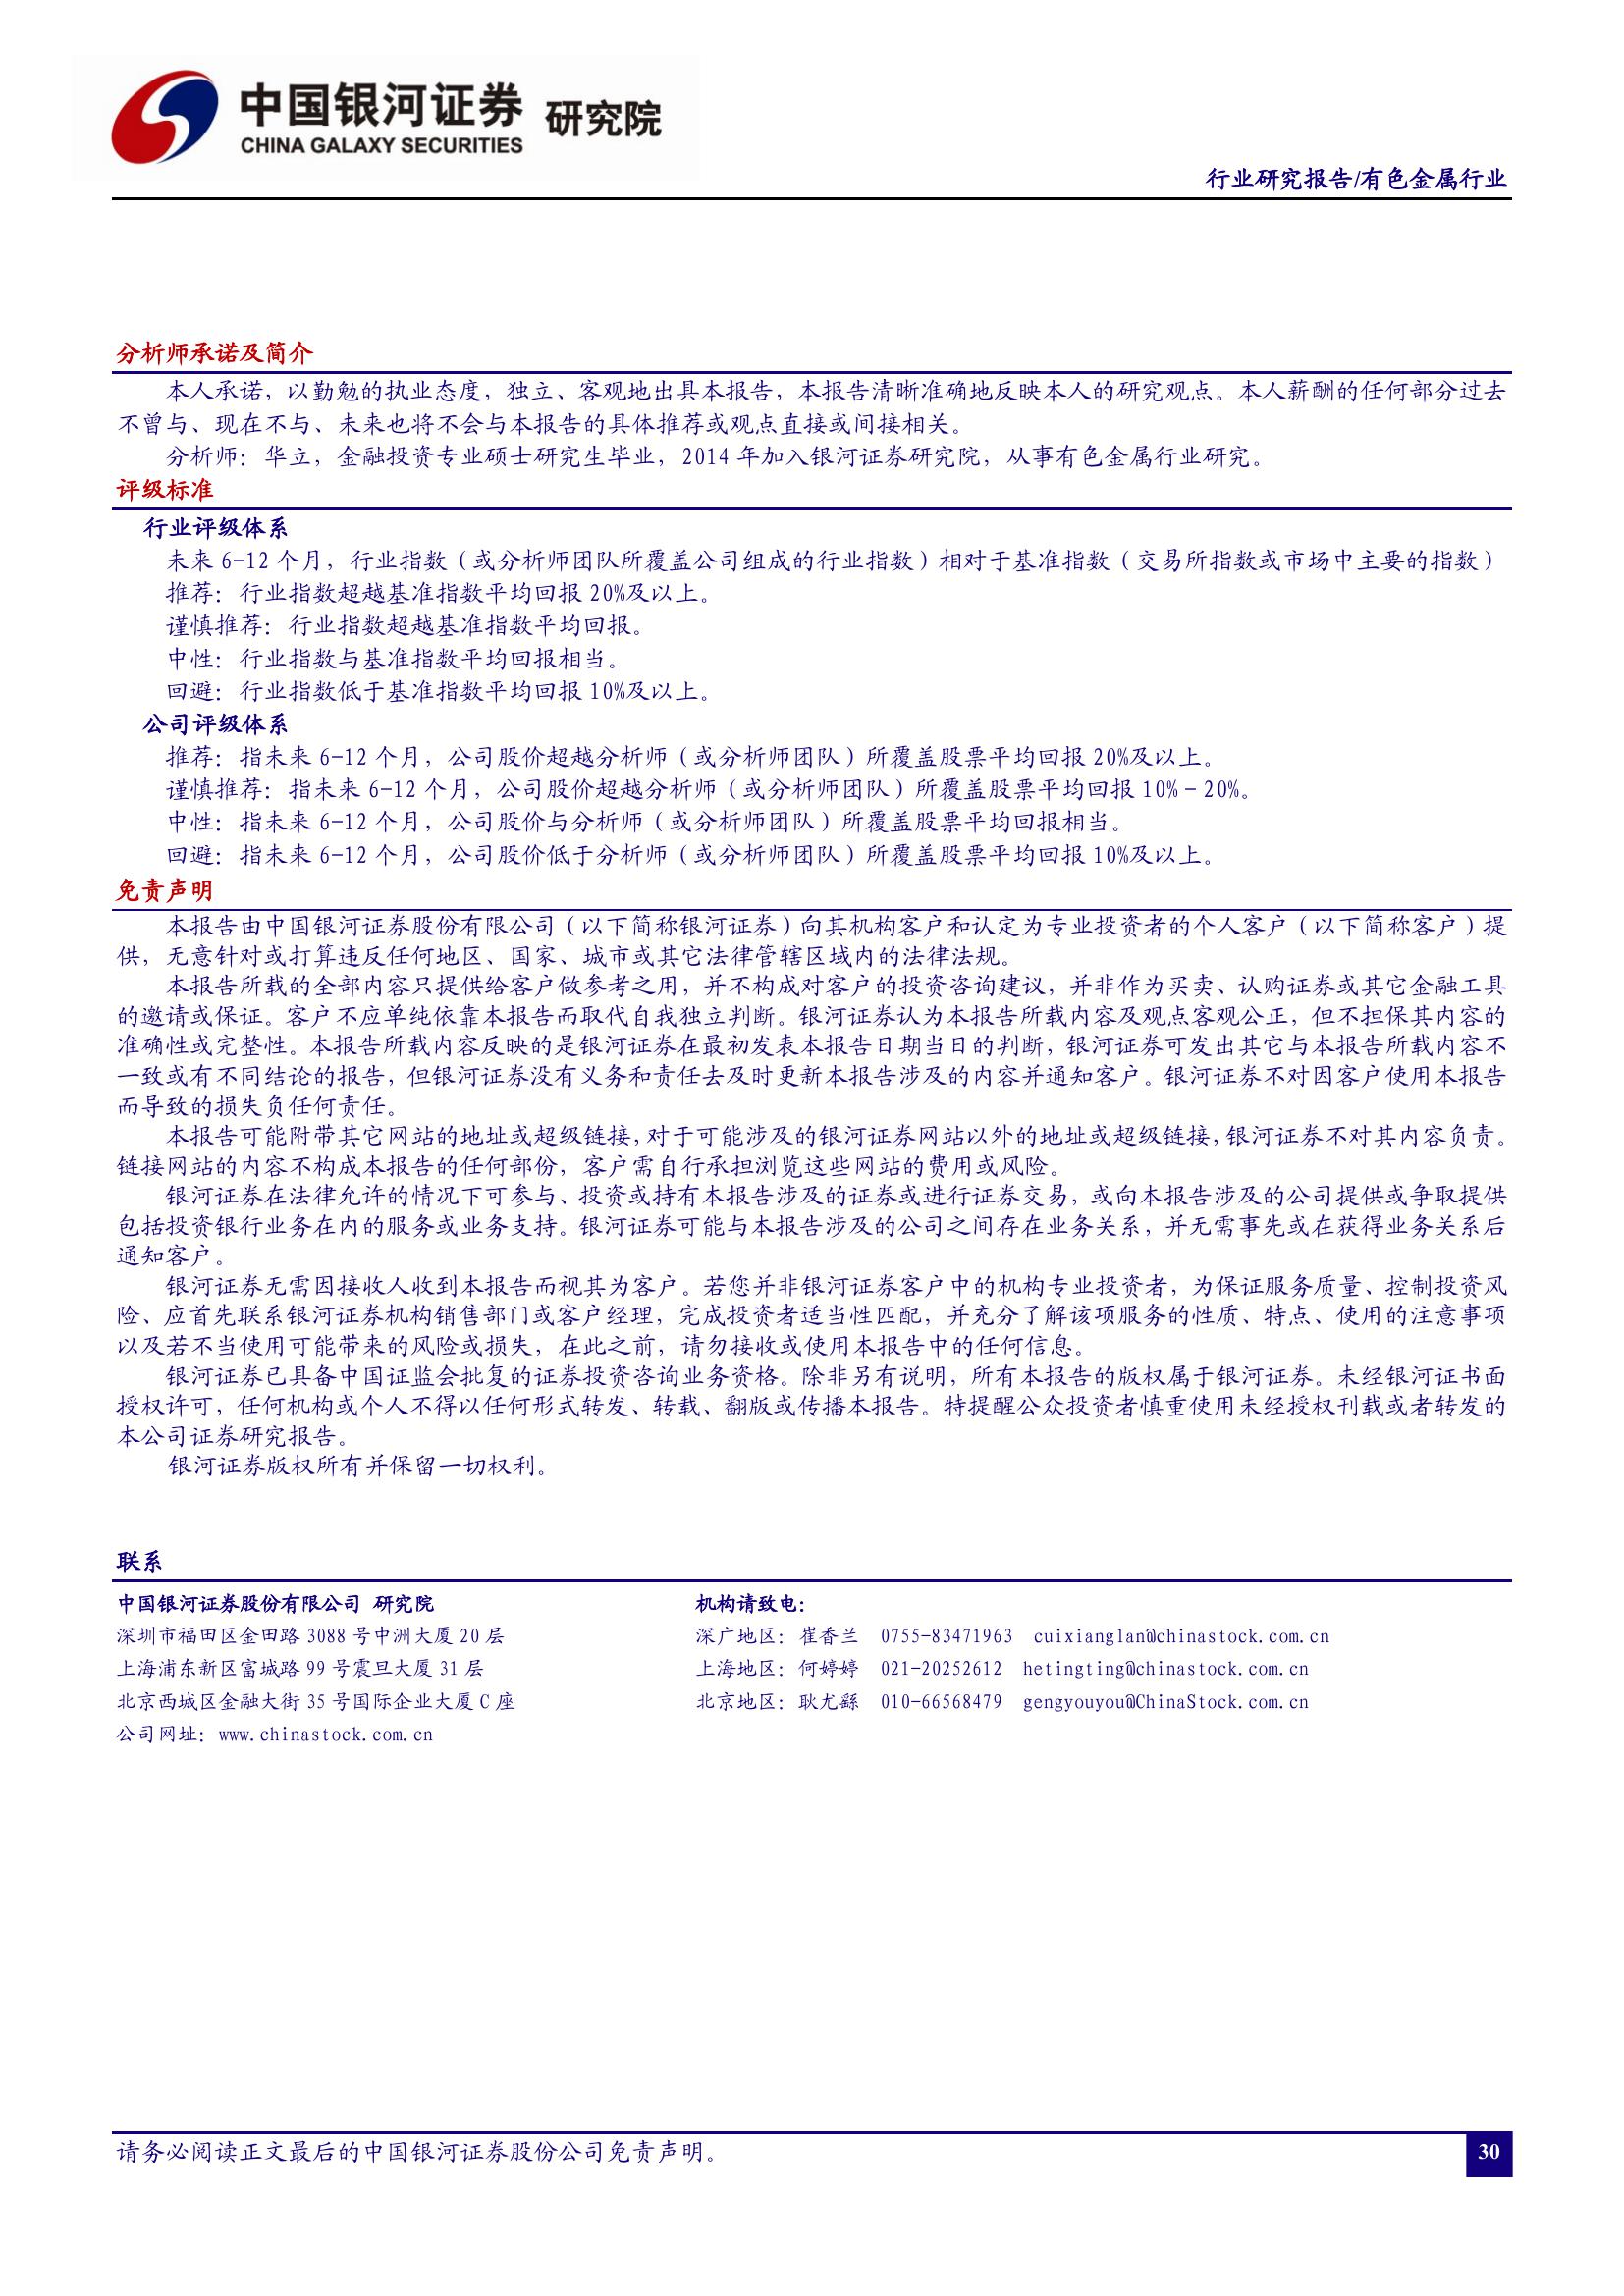 中国银河证券 研究院
CHINA GALAXY SECURITIES
行业研究报告/有色金属行业
分析师承诺及简介
本人承诺，以勤勉的执业态度，独立、客观地出具本报告，本报告清晰准确地反映本人的研究观点。本人薪酬的任何部分过去
不曾与、现在不与、未来也将不会与本报告的具体推荐或观点直接或间接相关。
分析师：华立，金融投资专业硕士研究生毕业，2014 年加入银河证券研究院，从事有色金属行业研究。
评级标准
行业评级体系
未来 6-12 个月，行业指数（或分析师团队所覆盖公司组成的行业指数）相对于基准指数（交易所指数或市场中主要的指数）
推荐：行业指数超越基准指数平均回报 20%及以上。
谨慎推荐：行业指数超越基准指数平均回报。
中性：行业指数与基准指数平均回报相当。
回避：行业指数低于基准指数平均回报 10%及以上。
公司评级体系
推荐：指未来 6-12 个月，公司股价超越分析师（或分析师团队）所覆盖股票平均回报 20%及以上。
谨慎推荐：指未来 6-12 个月，公司股价超越分析师（或分析师团队）所覆盖股票平均回报 10%－20%。
中性：指未来 6-12 个月，公司股价与分析师（或分析师团队）所覆盖股票平均回报相当。
回避：指未来 6-12 个月，公司股价低于分析师（或分析师团队）所覆盖股票平均回报 10%及以上。
免责声明
本报告由中国银河证券股份有限公司（以下简称银河证券）向其机构客户和认定为专业投资者的个人客户（以下简称客户）提
供，无意针对或打算违反任何地区、国家、城市或其它法律管辖区域内的法律法规。
本报告所载的全部内容只提供给客户做参考之用，并不构成对客户的投资咨询建议，并非作为买卖、认购证券或其它金融工具
的邀请或保证。客户不应单纯依靠本报告而取代自我独立判断。银河证券认为本报告所载内容及观点客观公正，但不担保其内容的
准确性或完整性。本报告所载内容反映的是银河证券在最初发表本报告日期当日的判断，银河证券可发出其它与本报告所载内容不
一致或有不同结论的报告，但银河证券没有义务和责任去及时更新本报告涉及的内容并通知客户。银河证券不对因客户使用本报告
而导致的损失负任何责任。
本报告可能附带其它网站的地址或超级链接，对于可能涉及的银河证券网站以外的地址或超级链接，银河证券不对其内容负责。
链接网站的内容不构成本报告的任何部份，客户需自行承担浏览这些网站的费用或风险。
银河证券在法律允许的情况下可参与、投资或持有本报告涉及的证券或进行证券交易，或向本报告涉及的公司提供或争取提供
包括投资银行业务在内的服务或业务支持。银河证券可能与本报告涉及的公司之间存在业务关系，并无需事先或在获得业务关系后
通知客户。
银河证券无需因接收人收到本报告而视其为客户。若您并非银河证券客户中的机构专业投资者，为保证服务质量、控制投资风
险、应首先联系银河证券机构销售部门或客户经理，完成投资者适当性匹配，并充分了解该项服务的性质、特点、使用的注意事项
以及若不当使用可能带来的风险或损失，在此之前，请勿接收或使用本报告中的任何信息。
银河证券已具备中国证监会批复的证券投资咨询业务资格。除非另有说明，所有本报告的版权属于银河证券。未经银河证书面
授权许可，任何机构或个人不得以任何形式转发、转载、翻版或传播本报告。特提醒公众投资者慎重使用未经授权刊载或者转发的
本公司证券研究报告。
银河证券版权所有并保留一切权利。
联系
中国银河证券股份有限公司 研究院 机构请致电：
深圳市福田区金田路 3088 号中洲大厦 20 层 深广地区：崔香兰 0755-83471963 cuixianglan@chinastock.com.cn
上海浦东新区富城路 99 号震旦大厦 31 层 上海地区：何婷婷 021-20252612 hetingting@chinastock.com.cn
北京西城区金融大街 35 号国际企业大厦 C 座 北京地区：耿尤繇 010-66568479 gengyouyou@ChinaStock.com.cn
公司网址：www.chinastock.com.cn
请务必阅读正文最后的中国银河证券股份公司免责声明。
30